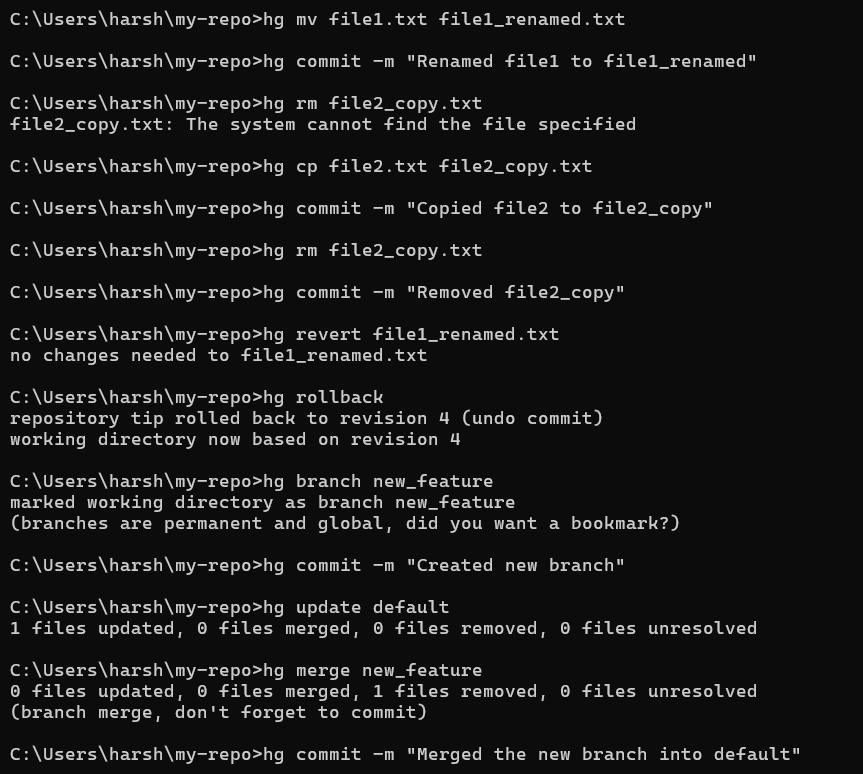 C:\Users\harsh\my-repo>hg mv file1.txt file1_renamed.txt
C:\Users\harsh\my-repo>hg commit -m "Renamed file1 to file1_renamed"
C:\Users\harsh\my-repo>hg rm file2_copy.txt
file2_copy.txt: The system cannot find the file specified
C:\Users\harsh\my-repo>hg cp file2.txt file2_copy.txt
C:\Users\harsh\my-repo>hg commit -m "Copied file2 to file2_copy"
C:\Users\harsh\my-repo>hg rm file2_copy.txt
C:\Users\harsh\my-repo>hg commit -m "Removed file2_copy"
C:\Users\harsh\my-repo>hg revert file1_renamed.txt
no changes needed to file1_renamed.txt
C:\Users\harsh\my-repo>hg rollback
repository tip rolled back to revision 4 (undo commit)
working directory now based on revision 4
C:\Users\harsh\my-repo>hg branch new_feature
marked working directory as branch new_feature
(branches are permanent and global, did you want a bookmark?)
C:\Users\harsh\my-repo>hg commit -m "Created new branch"
C:\Users\harsh\my-repo>hg update default
1 files updated, 0 files merged, 0 files removed, 0 files unresolved
C:\Users\harsh\my-repo>hg merge new_feature
0 files updated, 0 files merged, 1 files removed, 0 files unresolved
(branch merge, don't forget to commit)
C:\Users\harsh\my-repo>hg commit -m "Merged the new branch into default"